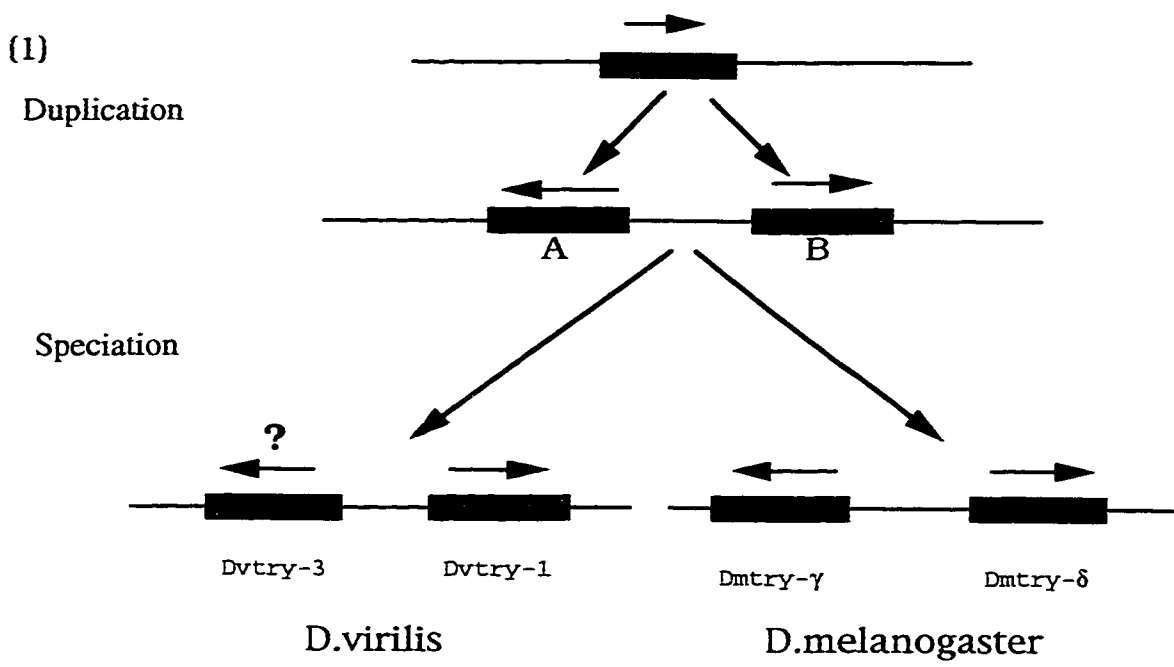 (1)
Duplication
A B
Speciation
?
Dvtry-3 Dvtry-1 Dmtry-γ Dmtry-δ
D.virilis D.melanogaster